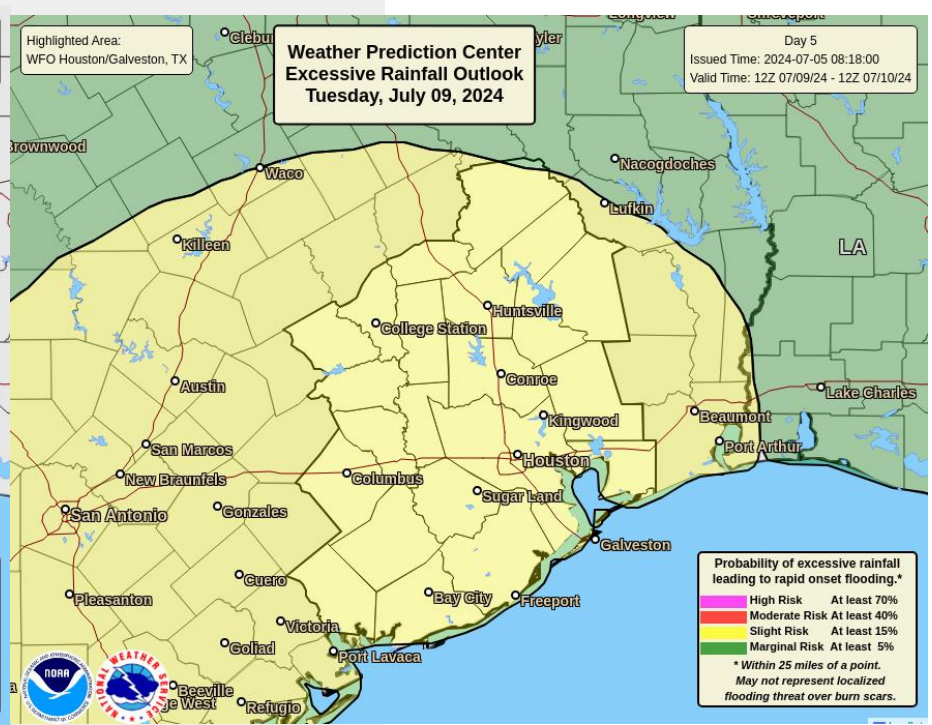 Highlighted Area:
WFO Houston/Galveston, TX
Weather Prediction Center
Excessive Rainfall Outlook
Tuesday, July 09, 2024
Day 5
Issued Time: 2024-07-05 08:18:00
Valid Time: 12Z 07/09/24 - 12Z 07/10/24
Brownwood
Waco
Nacogdoches
Lufkin
Killeen
LA
Huntsville
College Station
Austin
Conroe
Lake Charles
Kingwood
Beaumont
San Marcos
Port Arthur
New Braunfels
Columbus
Houston
San Antonio
Gonzales
Sugar Land
Galveston
Cuero
Pleasanton
Bay City
Freeport
Victoria
Goliad
Port Lavaca
Beeville
Refugio
NOAA
NATIONAL WEATHER SERVICE
Probability of excessive rainfall
leading to rapid onset flooding.*
High Risk At least 70%
Moderate Risk At least 40%
Slight Risk At least 15%
Marginal Risk At least 5%
* Within 25 miles of a point.
May not represent localized
flooding threat over burn scars.